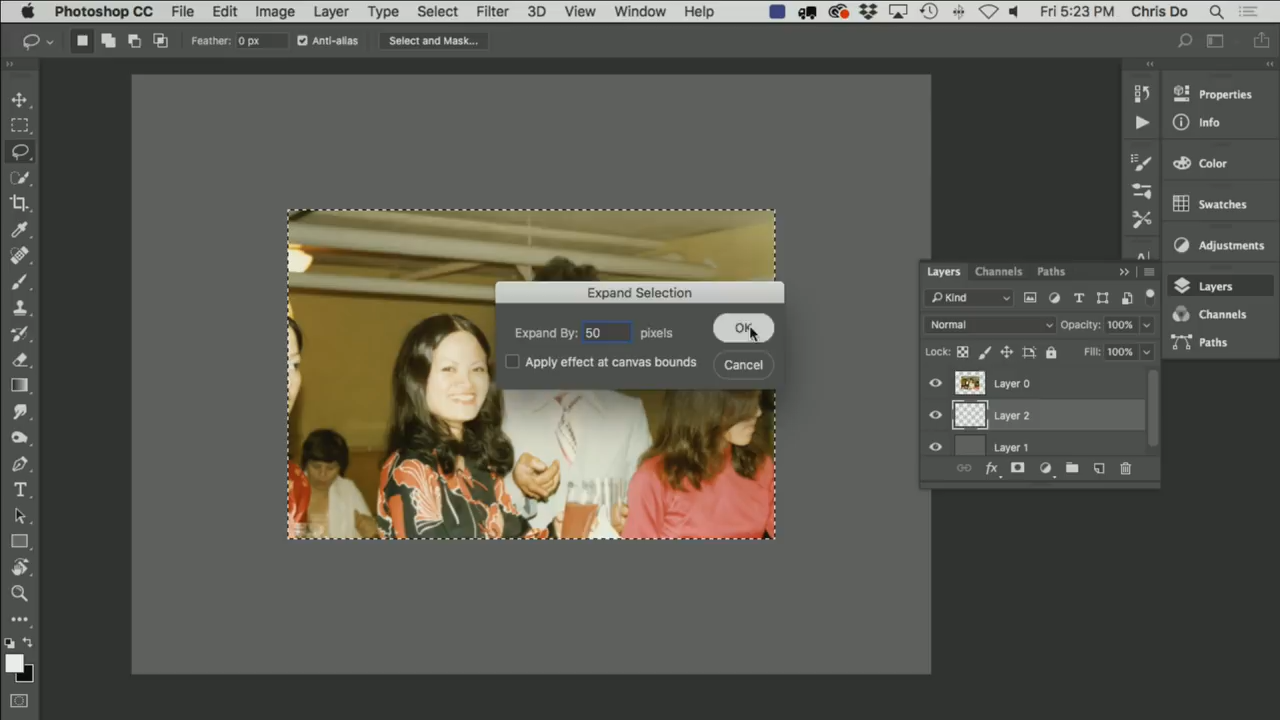 Photoshop CC File Edit Image Layer Type Select Filter 3D View Window Help Fri 5:23 PM Chris Do
Feather: 0 px Anti-alias Select and Mask...
Properties
Info
Color
Swatches
Adjustments
Layers
Channels
Paths
Expand Selection
Expand By: 50 pixels OK
Apply effect at canvas bounds Cancel
Layers Channels Paths
Kind
Normal Opacity: 100%
Lock: Fill: 100%
Layer 0
Layer 2
Layer 1
fx